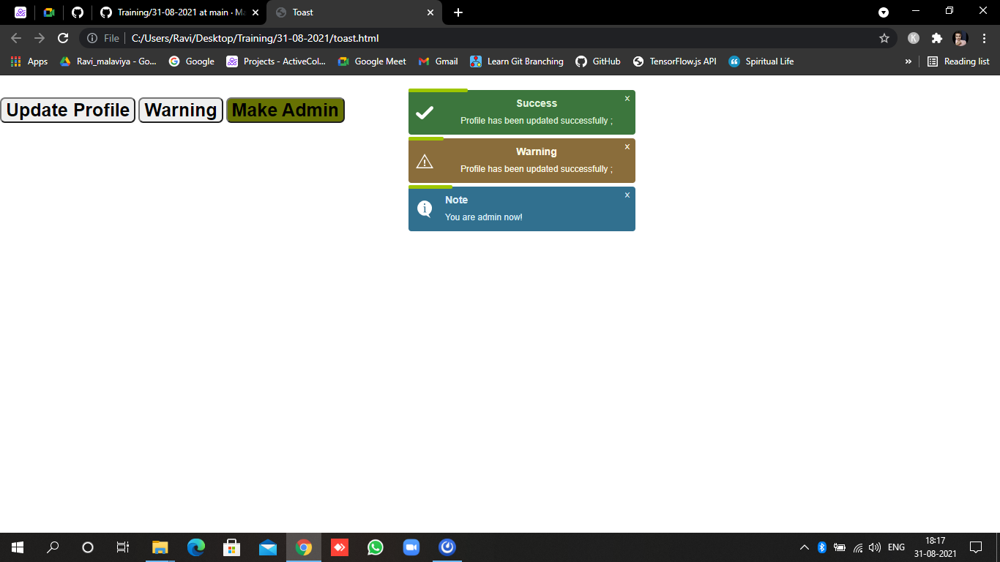 Training/31-08-2021 at main · Ma
Toast
File
C:/Users/Ravi/Desktop/Training/31-08-2021/toast.html
K
Apps
Ravi_malaviya - Go...
Google
Projects - ActiveCol...
Google Meet
Gmail
Learn Git Branching
GitHub
TensorFlow.js API
Spiritual Life
»
Reading list
Update Profile
Warning
Make Admin
Success
x
Profile has been updated successfully ;
Warning
x
Profile has been updated successfully ;
Note
x
You are admin now!
ENG
18:17
31-08-2021